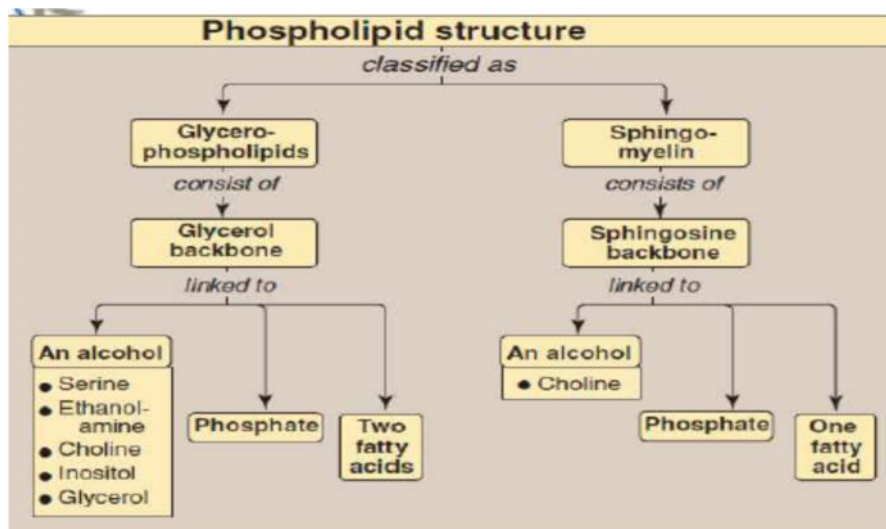 Phospholipid structure
classified as
Glycero-
phospholipids
consist of
Glycerol
backbone
linked to
An alcohol
● Serine
● Ethanol-
amine
● Choline
● Inositol
● Glycerol
Phosphate
Two
fatty
acids
Sphingo-
myelin
consists of
Sphingosine
backbone
linked to
An alcohol
● Choline
Phosphate
One
fatty
acid